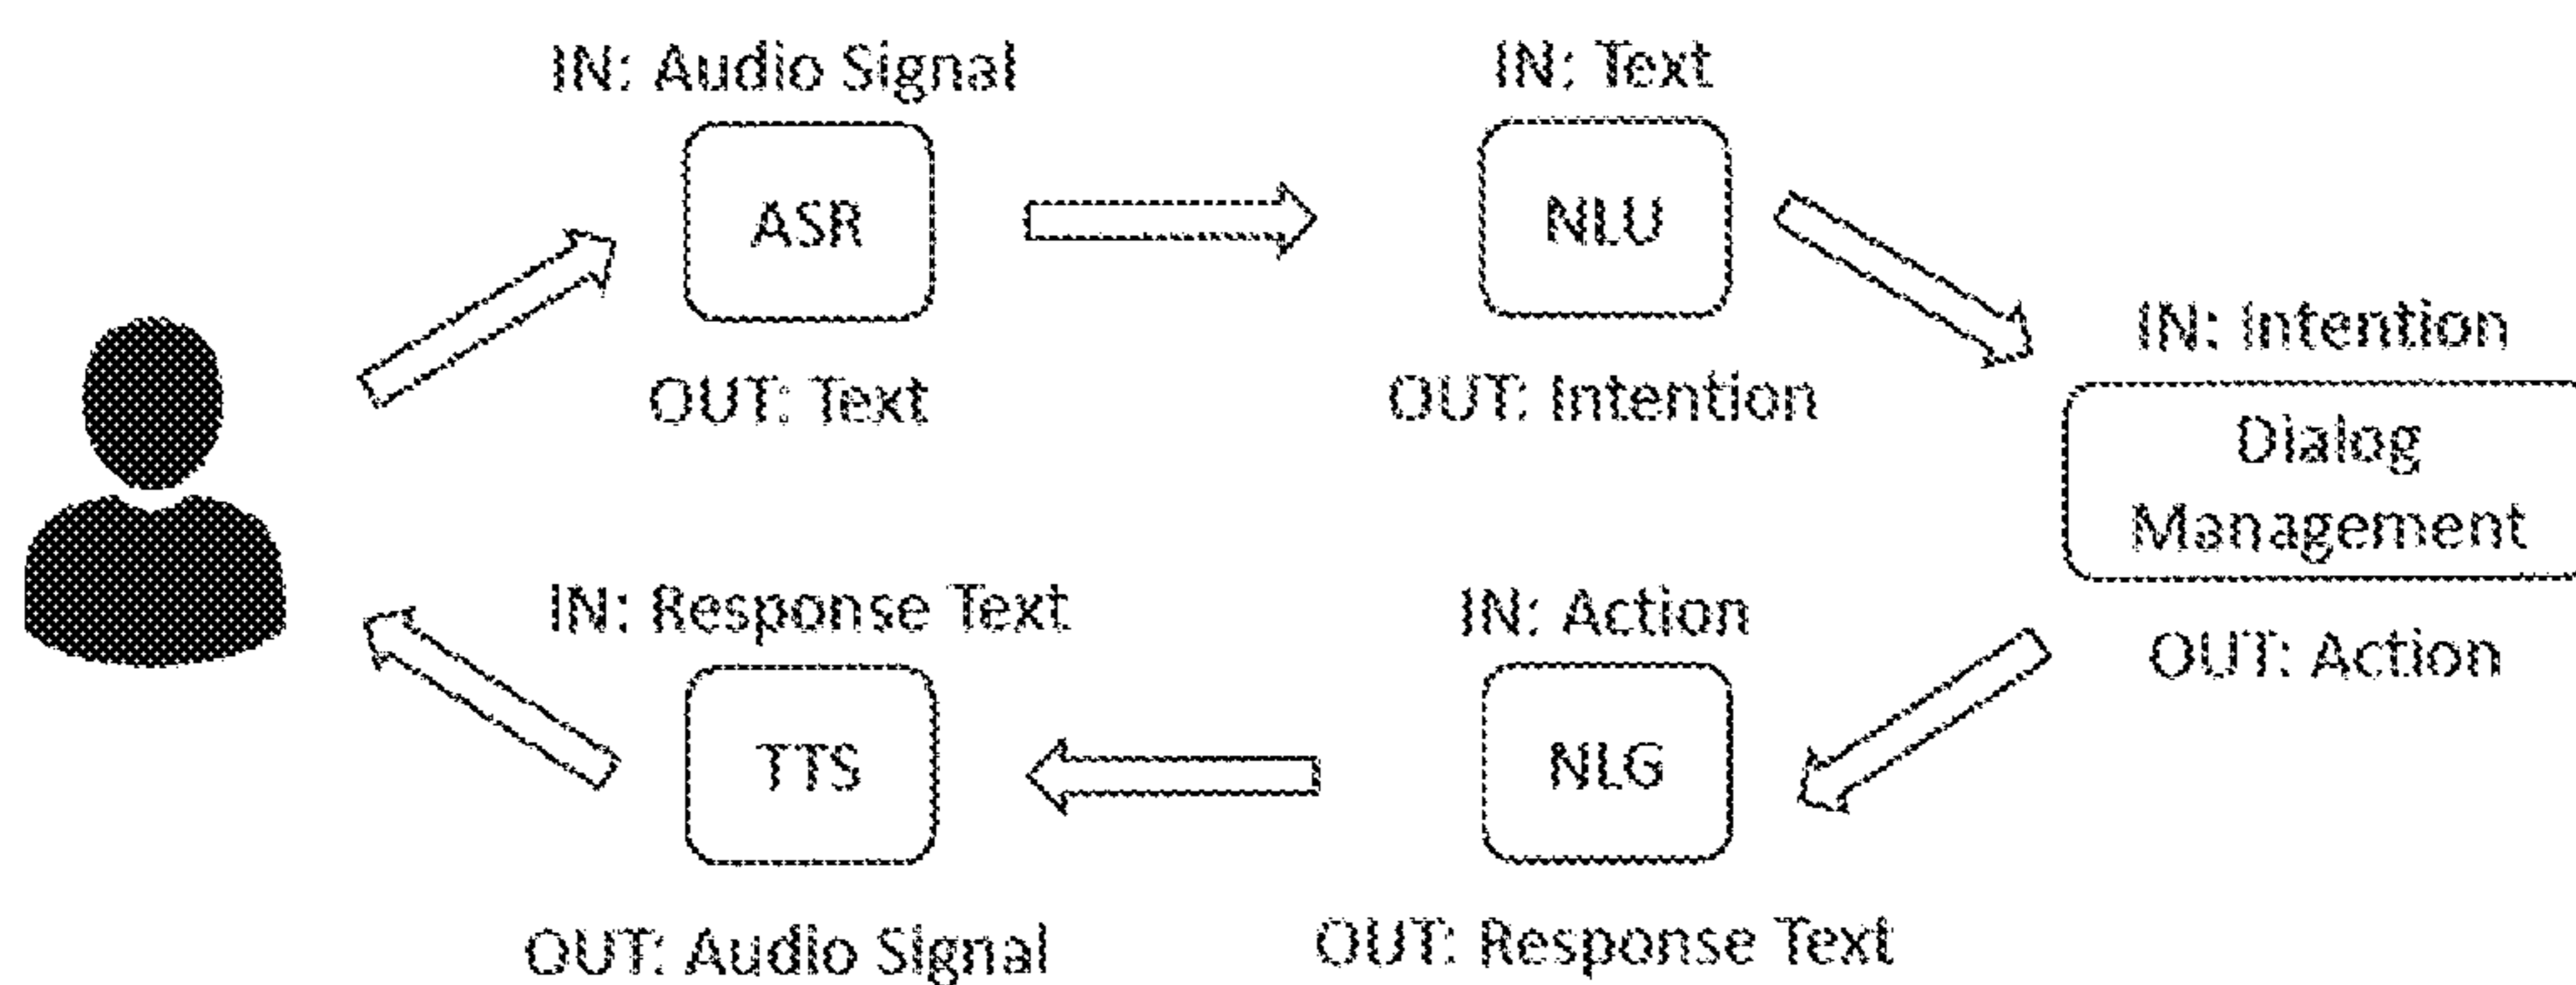 IN: Audio Signal
ASR
OUT: Text
IN: Text
NLU
OUT: Intention
IN: Intention
Dialog
Management
OUT: Action
IN: Action
NLG
OUT: Response Text
IN: Response Text
TTS
OUT: Audio Signal